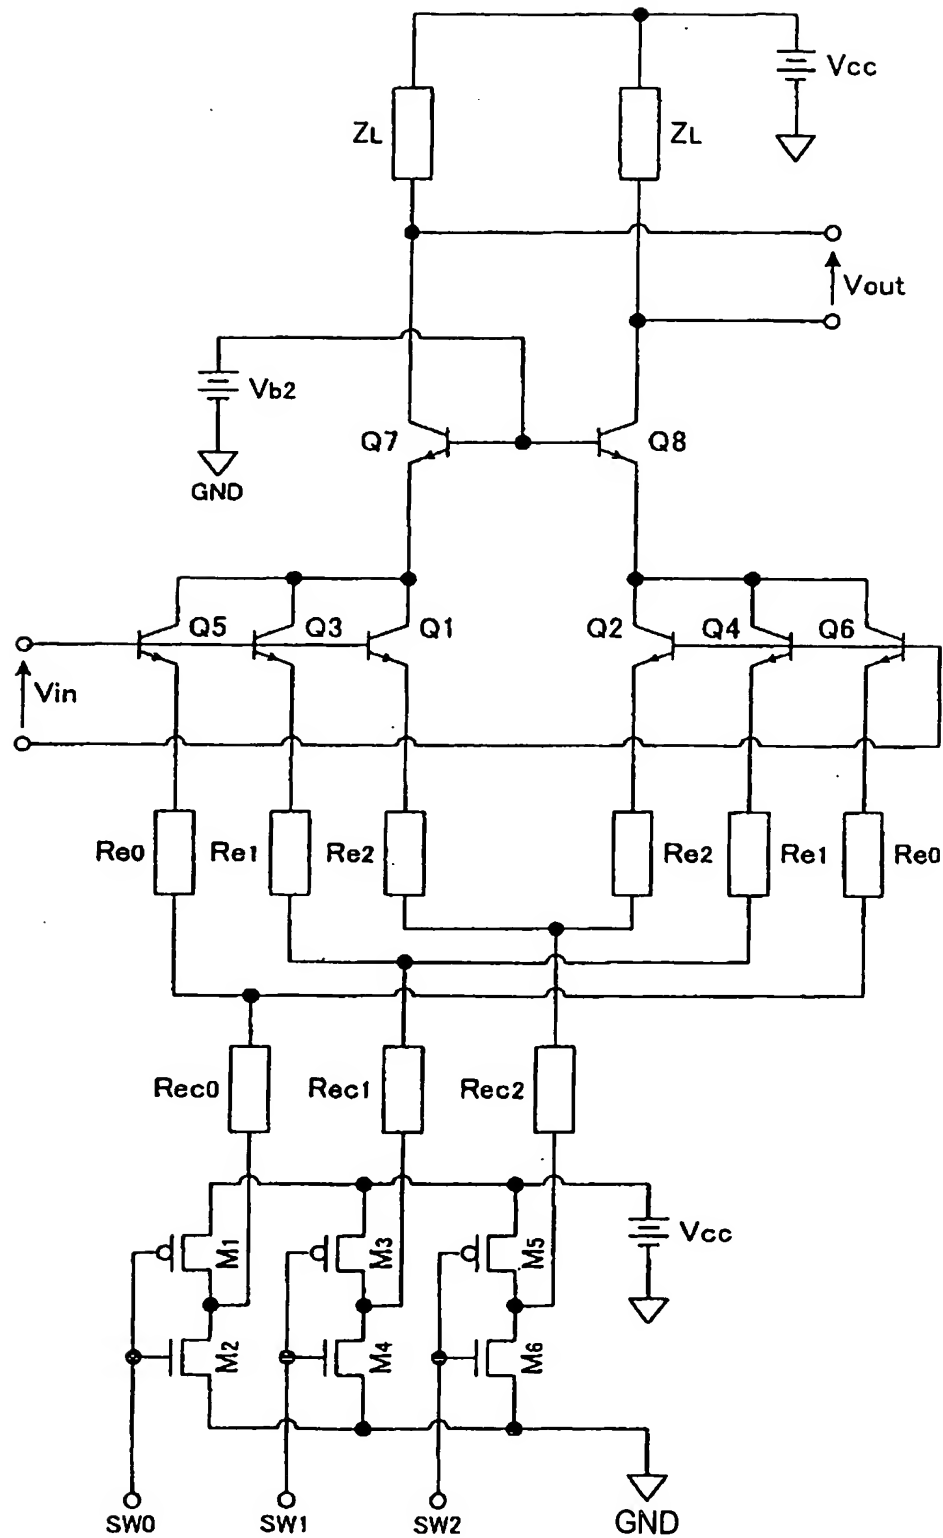 Vcc
ZL
ZL
Vout
Vb2
Q7
Q8
GND
Q5
Q3
Q1
Q2
Q4
Q6
Vin
Re0
Re1
Re2
Re2
Re1
Re0
Rec0
Rec1
Rec2
M1
M3
M5
Vcc
M2
M4
M6
SW0
SW1
SW2
GND